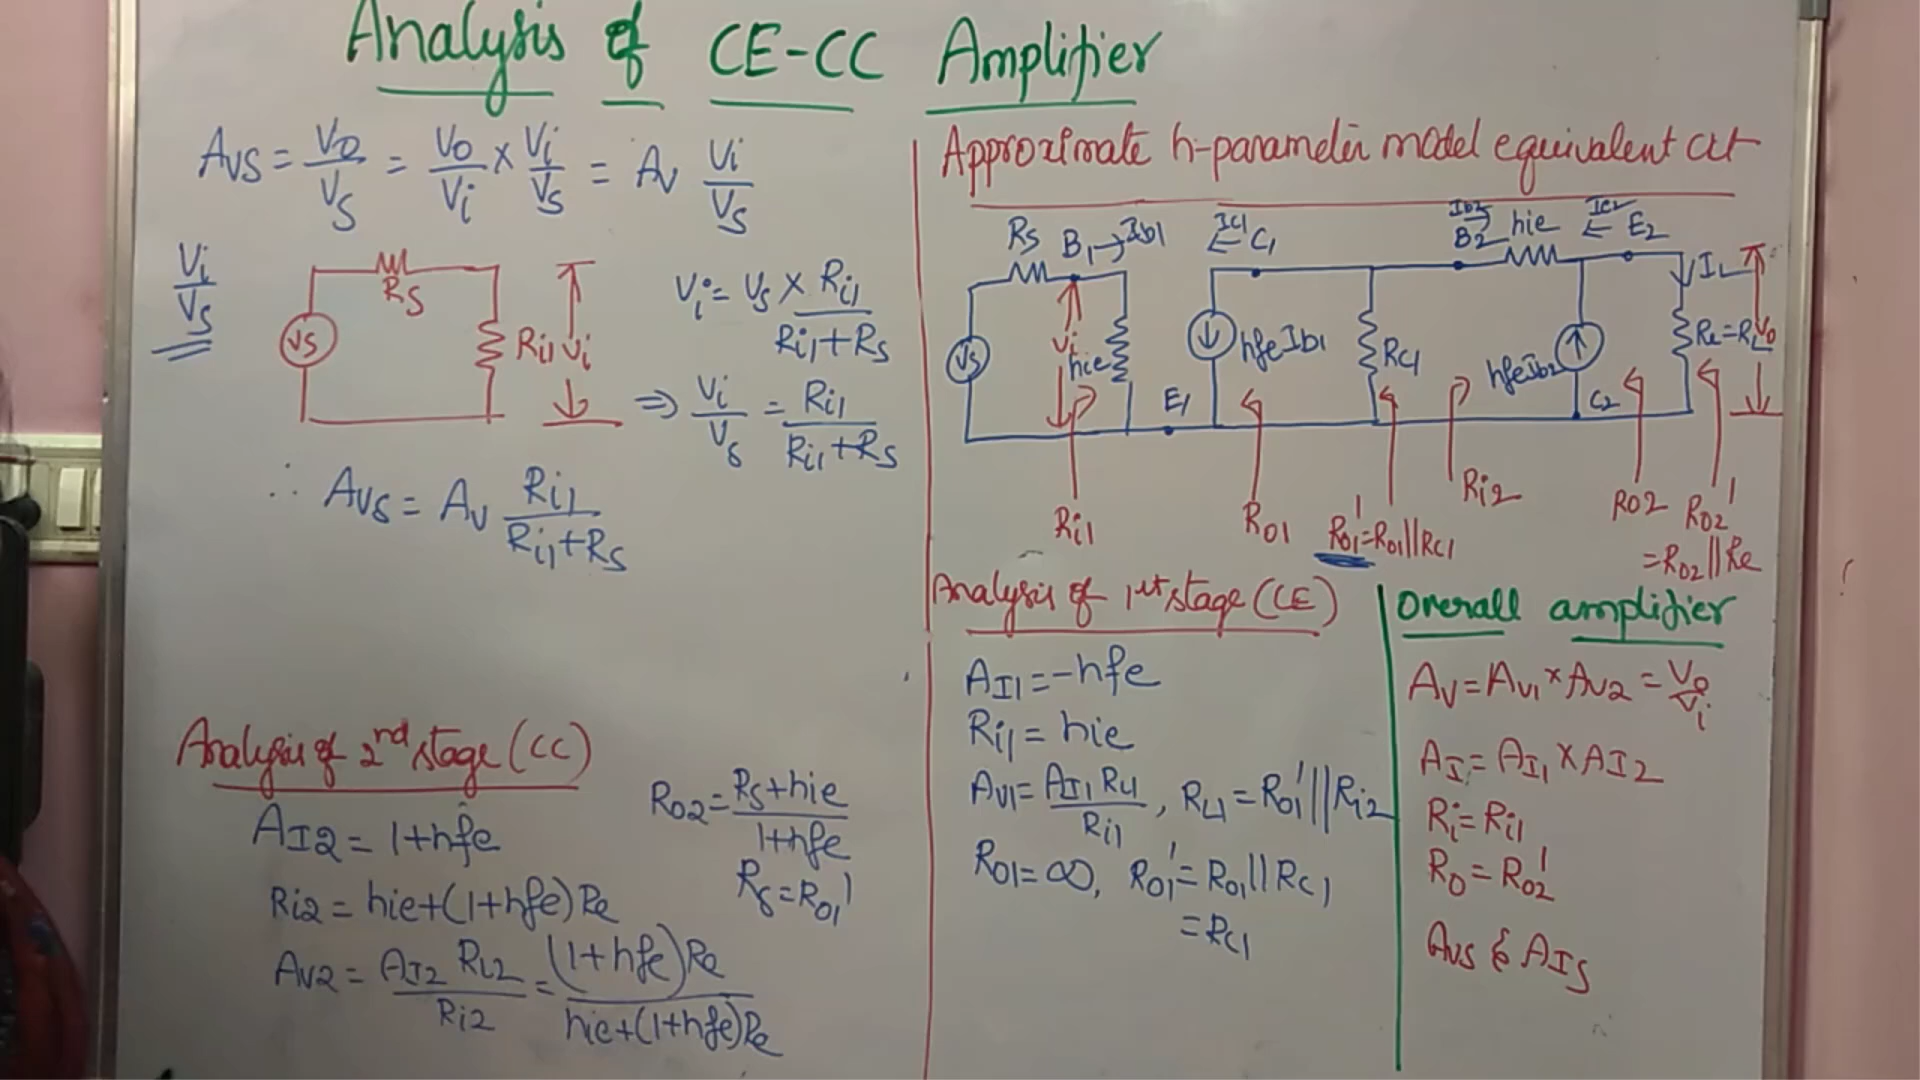 Analysis of CE-CC Amplifier
AVS = Vo/VS = Vo/Vi × Vi/VS = AV Vi/VS
Vi/VS
RS
VS
Ri1 Vi
Vi = VS × Ri1/(Ri1+RS)
⇒ Vi/VS = Ri1/(Ri1+RS)
∴ AVS = AV Ri1/(Ri1+RS)
Analysis of 2nd stage (CC)
AI2 = 1+hfe
Ri2 = hie+(1+hfe)Re
AV2 = AI2 RL2/Ri2 = (1+hfe)Re/(hie+(1+hfe)Re)
RO2 = (RS+hie)/(1+hfe)
RS = RO1'
Approximate h-parameter model equivalent ckt
RS B1 → Ib1 IC1 ← C1 Ib2 → B2 hie IC2 ← E2 IL
VS Vi hie hfeIb1 RC1 hfeIb2 Re=RL Vo
E1 C2
Ri1 RO1 RO1'=RO1||RC1 Ri2 RO2 RO2'
=RO2||Re
Analysis of 1st stage (CE)
AI1 = -hfe
Ri1 = hie
AV1 = AI1 RL1/Ri1, RL1 = RO1' || Ri2
RO1 = ∞, RO1' = RO1 || RC1
= RC1
Overall amplifier
AV = AV1 × AV2 = Vo/Vi
AI = AI1 × AI2
Ri = Ri1
RO = RO2'
AVS & AIS